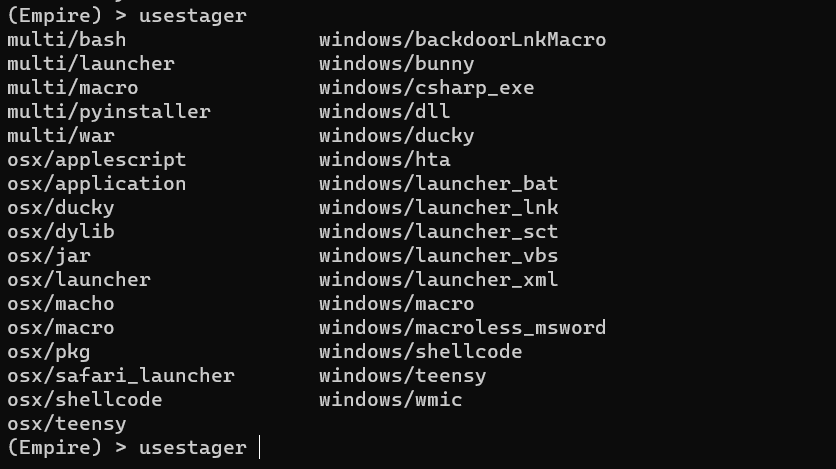 (Empire) > usestager
multi/bash windows/backdoorLnkMacro
multi/launcher windows/bunny
multi/macro windows/csharp_exe
multi/pyinstaller windows/dll
multi/war windows/ducky
osx/applescript windows/hta
osx/application windows/launcher_bat
osx/ducky windows/launcher_lnk
osx/dylib windows/launcher_sct
osx/jar windows/launcher_vbs
osx/launcher windows/launcher_xml
osx/macho windows/macro
osx/macro windows/macroless_msword
osx/pkg windows/shellcode
osx/safari_launcher windows/teensy
osx/shellcode windows/wmic
osx/teensy
(Empire) > usestager